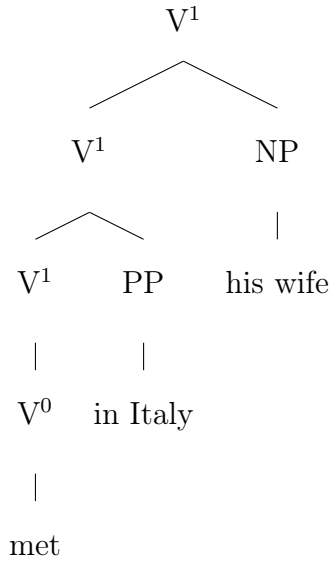 V¹
V¹ NP
V¹ PP his wife
V⁰ in Italy
met